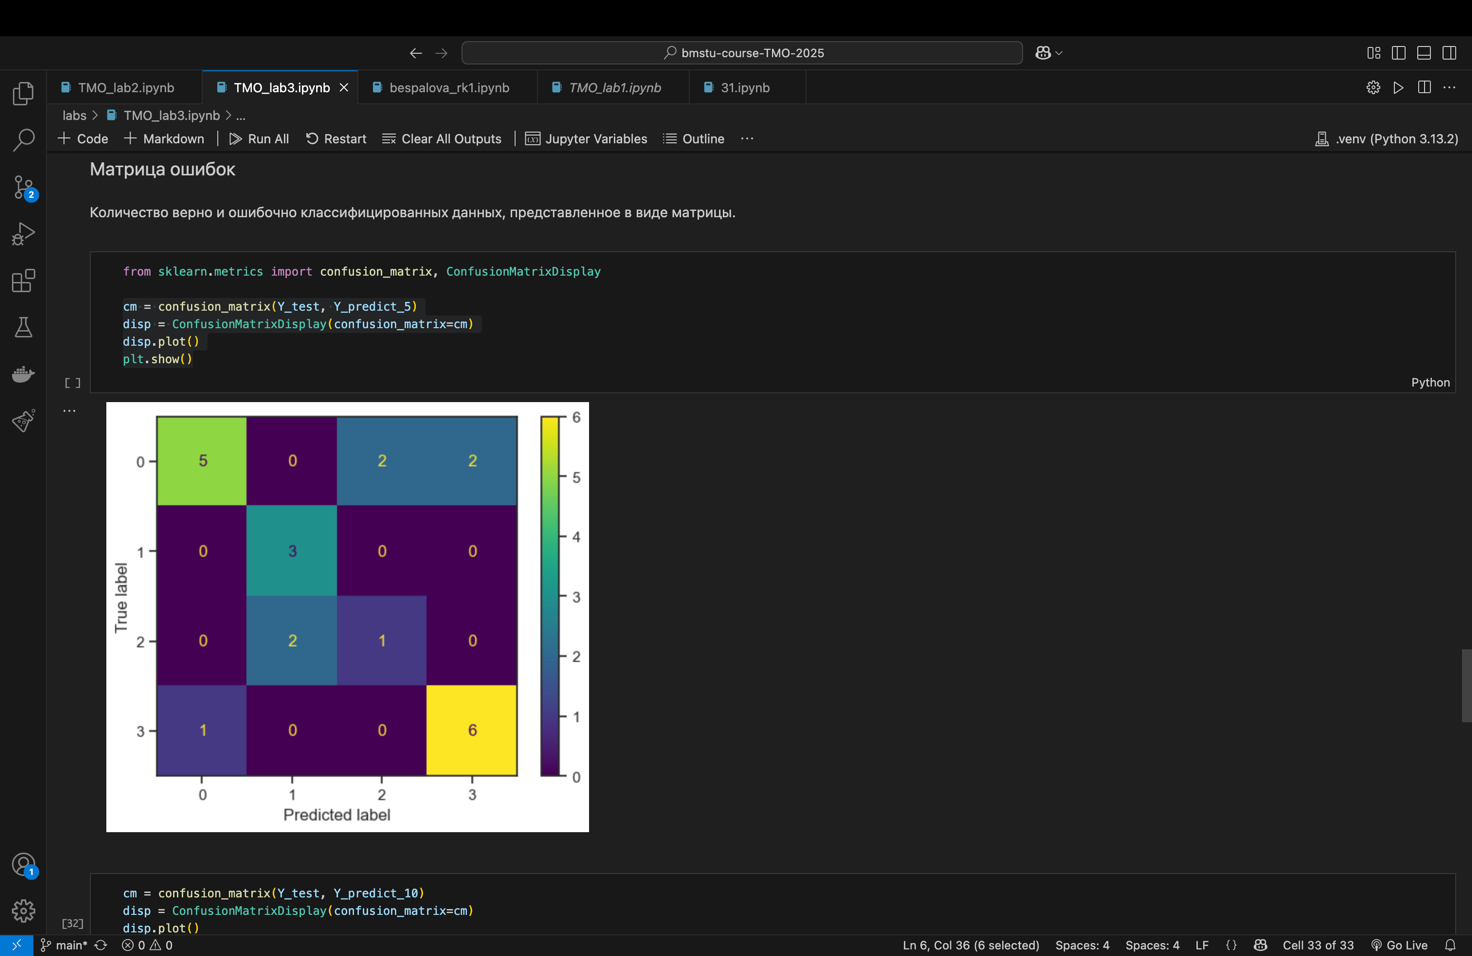 bmstu-course-TMO-2025
TMO_lab2.ipynb
TMO_lab3.ipynb
bespalova_rk1.ipynb
TMO_lab1.ipynb
31.ipynb
labs > TMO_lab3.ipynb > ...
+ Code + Markdown | Run All Restart Clear All Outputs | Jupyter Variables Outline ...
.venv (Python 3.13.2)
Матрица ошибок
Количество верно и ошибочно классифицированных данных, представленное в виде матрицы.
from sklearn.metrics import confusion_matrix, ConfusionMatrixDisplay
cm = confusion_matrix(Y_test, Y_predict_5)
disp = ConfusionMatrixDisplay(confusion_matrix=cm)
disp.plot()
plt.show()
[ ]
Python
...
0 5 0 2 2
1 0 3 0 0
2 0 2 1 0
3 1 0 0 6
0 1 2 3
True label
Predicted label
6
5
4
3
2
1
0
2
1
cm = confusion_matrix(Y_test, Y_predict_10)
disp = ConfusionMatrixDisplay(confusion_matrix=cm)
disp.plot()
[32]
main* 0 0
Ln 6, Col 36 (6 selected) Spaces: 4 Spaces: 4 LF {} Cell 33 of 33 Go Live